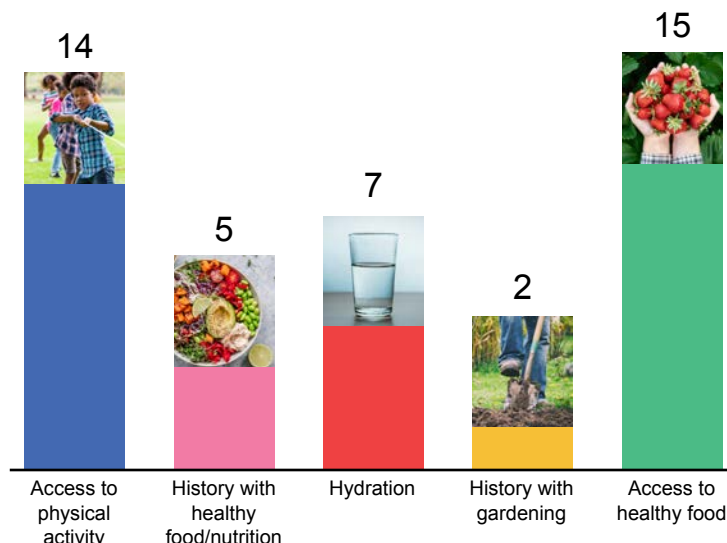 14
5
7
2
15
Access to
physical
activity
History with
healthy
food/nutrition
Hydration
History with
gardening
Access to
healthy food